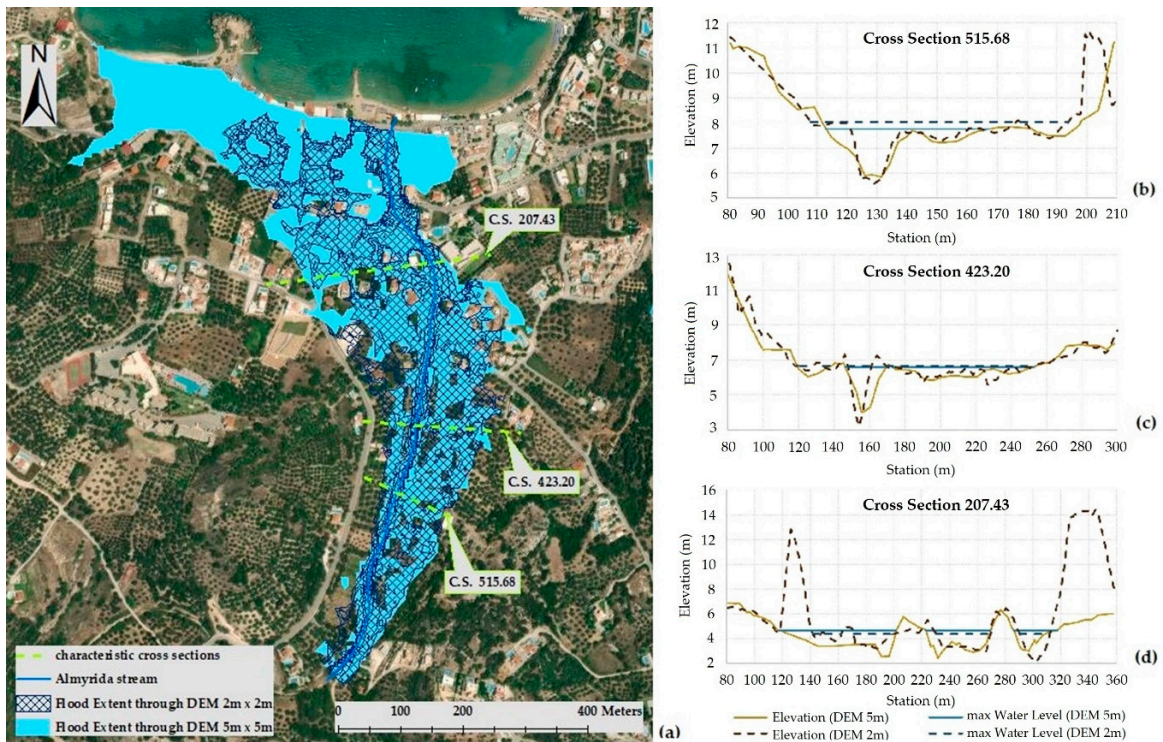 N
C.S. 207.43
C.S. 423.20
C.S. 515.68
characteristic cross sections
Almyrida stream
Flood Extent through DEM 2m x 2m
Flood Extent through DEM 5m x 5m
0 100 200 400 Meters
(a)
Cross Section 515.68
Elevation (m)
12
11
10
9
8
7
6
5
80 90 100 110 120 130 140 150 160 170 180 190 200 210
Station (m)
(b)
Cross Section 423.20
Elevation (m)
13
11
9
7
5
3
80 100 120 140 160 180 200 220 240 260 280 300
Station (m)
(c)
Cross Section 207.43
Elevation (m)
16
14
12
10
8
6
4
2
80 100 120 140 160 180 200 220 240 260 280 300 320 340 360
Station (m)
(d)
Elevation (DEM 5m) max Water Level (DEM 5m)
Elevation (DEM 2m) max Water Level (DEM 2m)